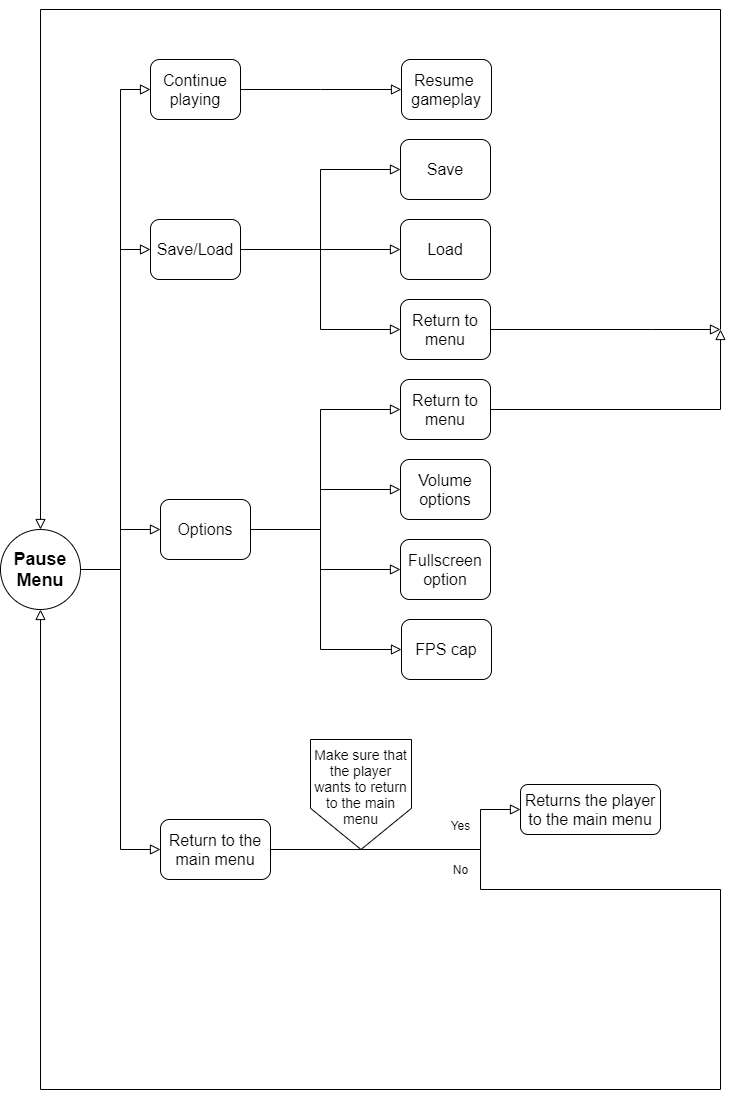 Continue
playing
Resume
gameplay
Save
Save/Load
Load
Return to
menu
Return to
menu
Volume
options
Options
Pause
Menu
Fullscreen
option
FPS cap
Make sure that
the player
wants to return
to the main
menu
Returns the player
to the main menu
Yes
Return to the
main menu
No